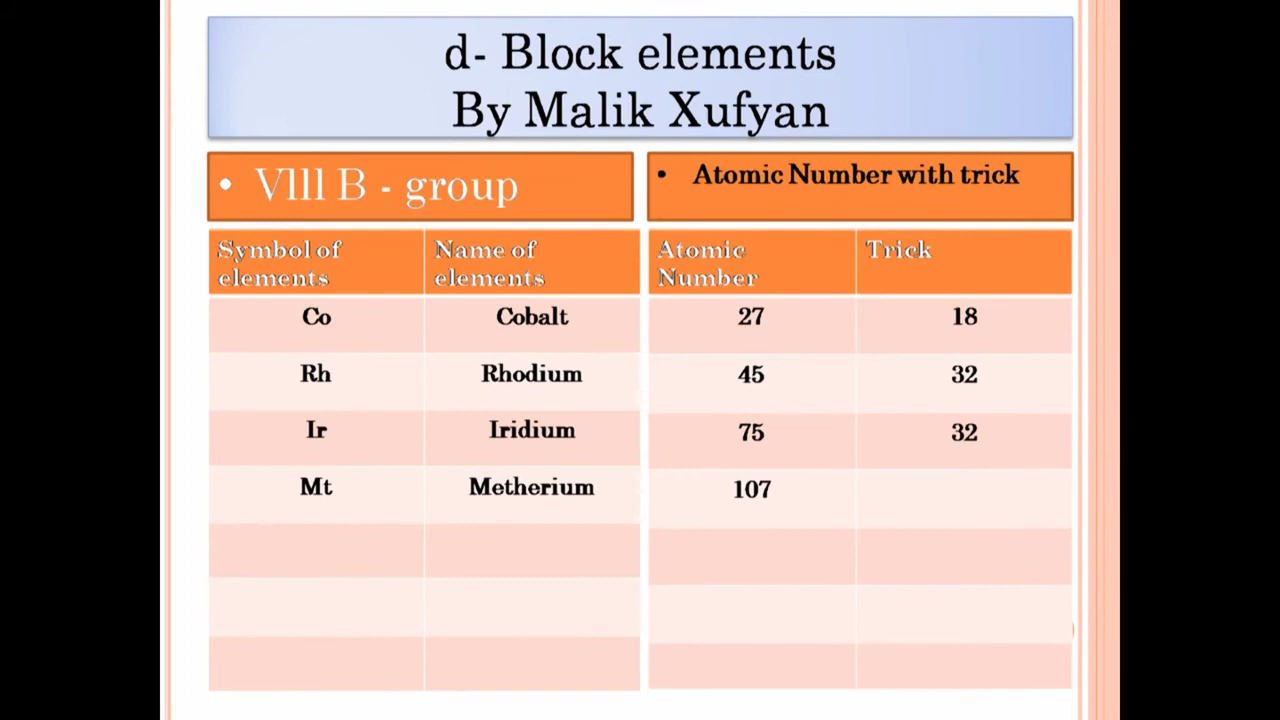 d- Block elements
By Malik Xufyan
• VIII B - group
• Atomic Number with trick
Symbol of elements Name of elements Atomic Number Trick
Co Cobalt 27 18
Rh Rhodium 45 32
Ir Iridium 75 32
Mt Metherium 107